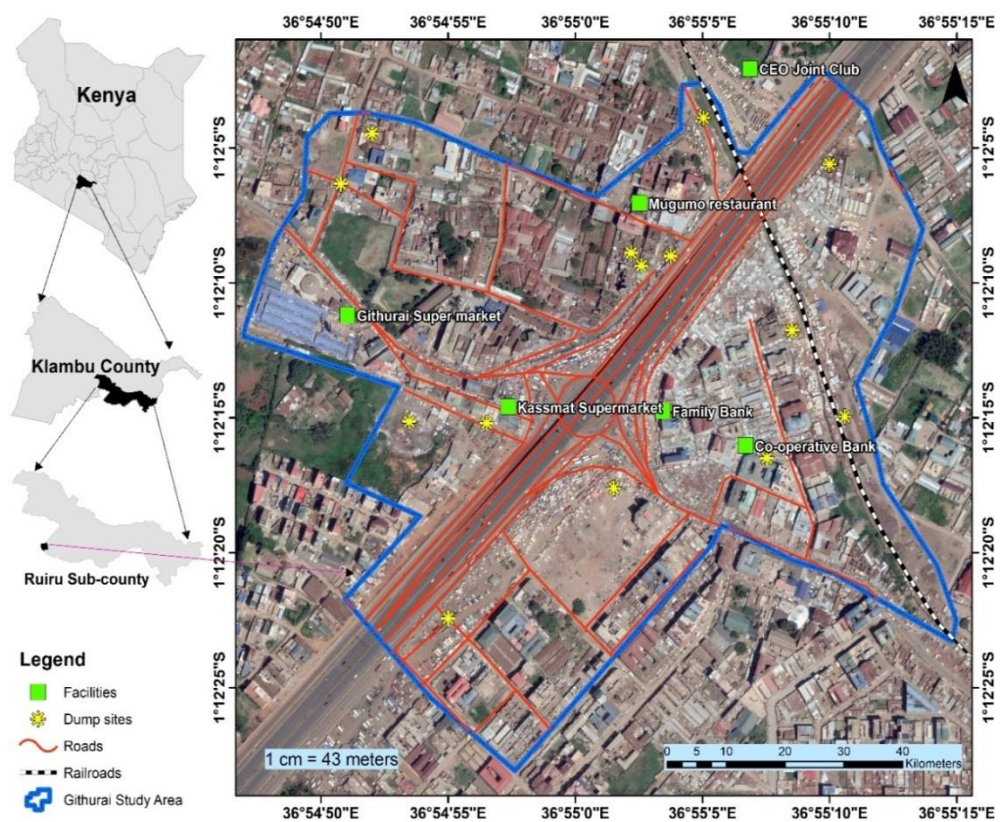 36°54'50"E 36°54'55"E 36°55'0"E 36°55'5"E 36°55'10"E 36°55'15"E
Kenya
Klambu County
Ruiru Sub-county
Legend
Facilities
Dump sites
Roads
Railroads
Githurai Study Area
1°12'5"S
1°12'10"S
1°12'15"S
1°12'20"S
1°12'25"S
N
CEO Joint Club
Mugumo restaurant
Githurai Super market
Kassmat Supermarket
Family Bank
Co-operative Bank
1 cm = 43 meters
0 5 10 20 30 40
Kilometers
1°12'5"S
1°12'10"S
1°12'15"S
1°12'20"S
1°12'25"S
36°54'50"E 36°54'55"E 36°55'0"E 36°55'5"E 36°55'10"E 36°55'15"E